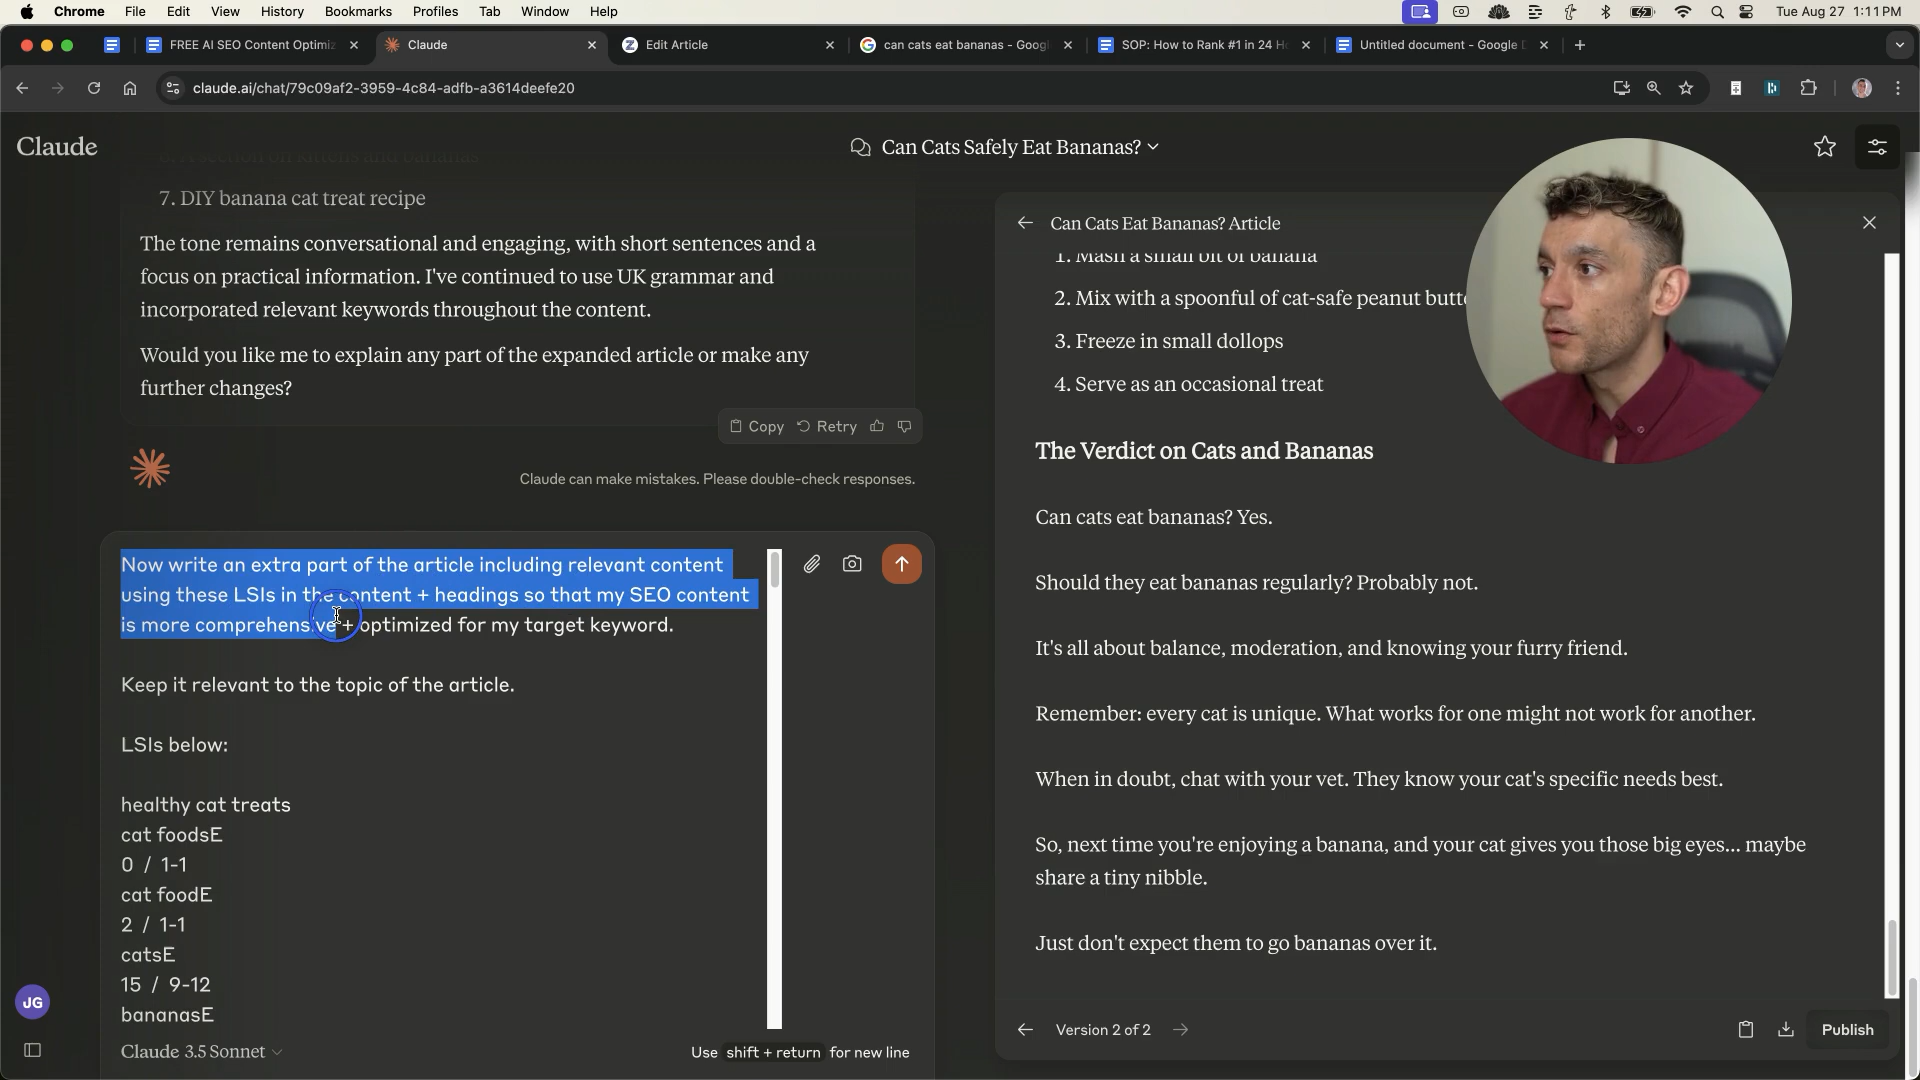 Chrome File Edit View History Bookmarks Profiles Tab Window Help Tue Aug 27 1:11 PM
FREE AI SEO Content Optimiz Claude Edit Article can cats eat bananas - Googl SOP: How to Rank #1 in 24 H Untitled document - Google D
claude.ai/chat/79c09af2-3959-4c84-adfb-a3614deefe20
Claude
Can Cats Safely Eat Bananas?
6. A section on kittens and bananas
7. DIY banana cat treat recipe
The tone remains conversational and engaging, with short sentences and a
focus on practical information. I've continued to use UK grammar and
incorporated relevant keywords throughout the content.
Would you like me to explain any part of the expanded article or make any
further changes?
Copy Retry
Claude can make mistakes. Please double-check responses.
Now write an extra part of the article including relevant content
using these LSIs in the content + headings so that my SEO content
is more comprehensive + optimized for my target keyword.
Keep it relevant to the topic of the article.
LSIs below:
healthy cat treats
cat foodsE
0 / 1-1
cat foodE
2 / 1-1
catsE
15 / 9-12
bananasE
JG
Claude 3.5 Sonnet
Use shift + return for new line
Can Cats Eat Bananas? Article
1. Mash a small bit of banana
2. Mix with a spoonful of cat-safe peanut butt
3. Freeze in small dollops
4. Serve as an occasional treat
The Verdict on Cats and Bananas
Can cats eat bananas? Yes.
Should they eat bananas regularly? Probably not.
It's all about balance, moderation, and knowing your furry friend.
Remember: every cat is unique. What works for one might not work for another.
When in doubt, chat with your vet. They know your cat's specific needs best.
So, next time you're enjoying a banana, and your cat gives you those big eyes... maybe
share a tiny nibble.
Just don't expect them to go bananas over it.
Version 2 of 2
Publish